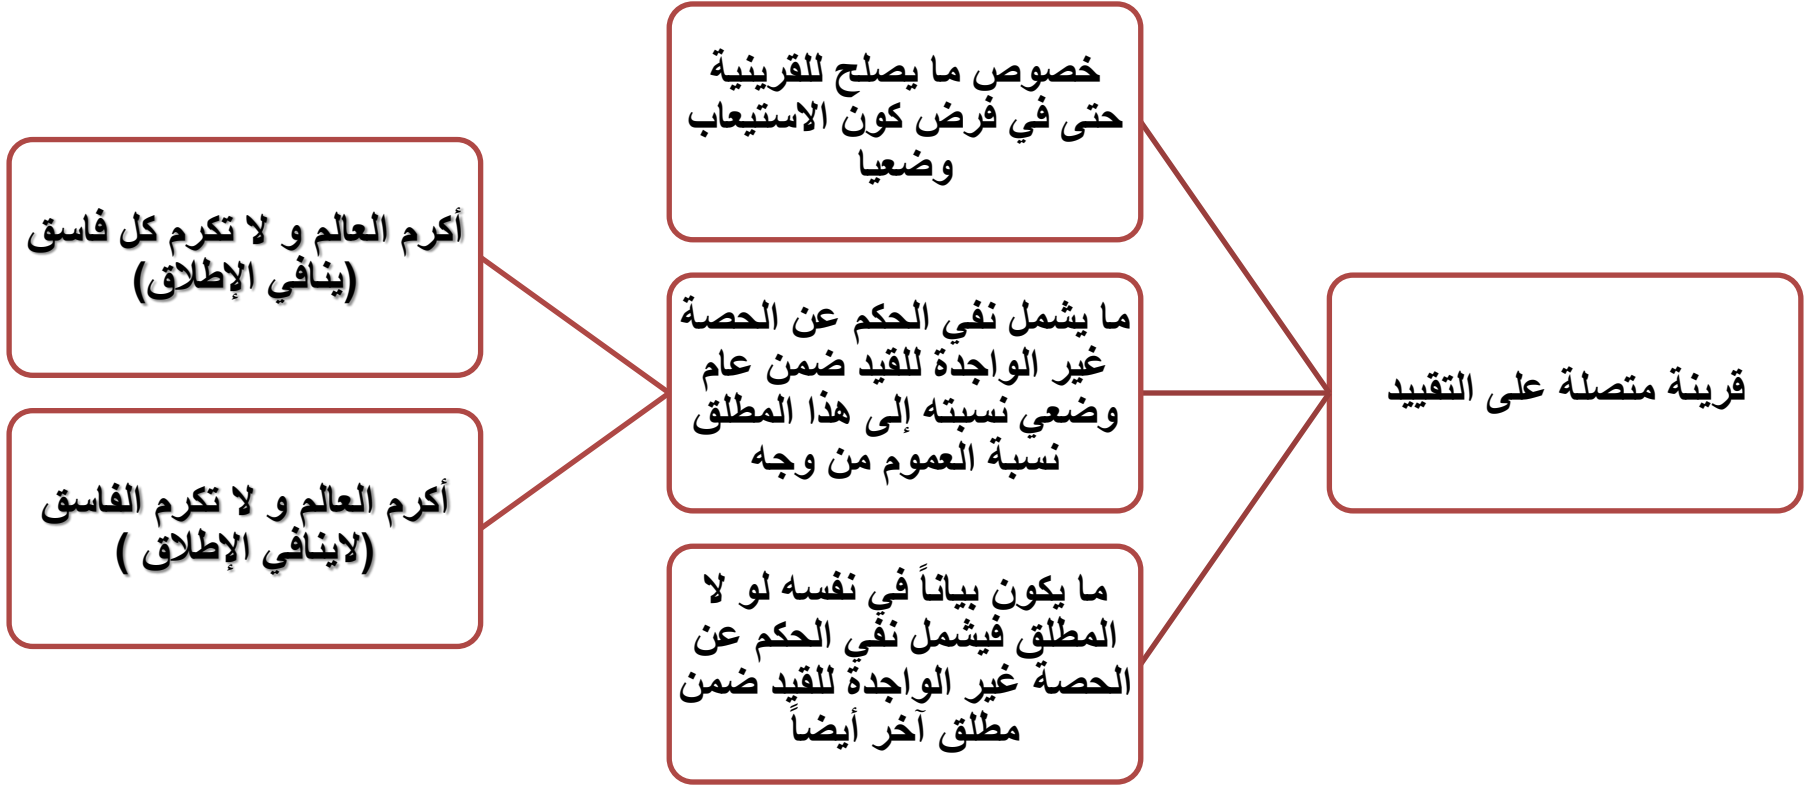 قرينة متصلة على التقييد
خصوص ما يصلح للقرينية
حتى في فرض كون الاستيعاب
وضعيا
ما يشمل نفي الحكم عن الحصة
غير الواجدة للقيد ضمن عام
وضعي نسبته إلى هذا المطلق
نسبة العموم من وجه
أكرم العالم و لا تكرم كل فاسق
(ينافي الإطلاق)
أكرم العالم و لا تكرم الفاسق
(لاينافي الإطلاق )
ما يكون بياناً في نفسه لو لا
المطلق فيشمل نفي الحكم عن
الحصة غير الواجدة للقيد ضمن
مطلق آخر أيضاً